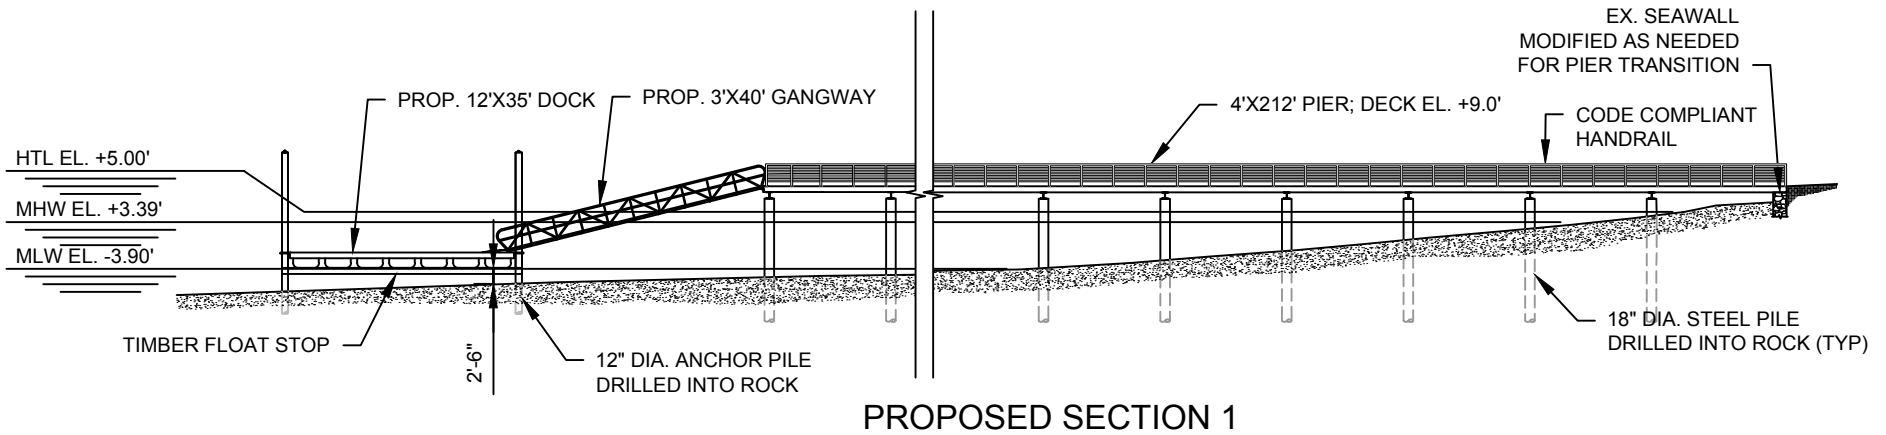 EX. SEAWALL
MODIFIED AS NEEDED
FOR PIER TRANSITION
PROP. 12'X35' DOCK
PROP. 3'X40' GANGWAY
4'X212' PIER; DECK EL. +9.0'
CODE COMPLIANT
HANDRAIL
HTL EL. +5.00'
MHW EL. +3.39'
MLW EL. -3.90'
TIMBER FLOAT STOP
2'-6"
12" DIA. ANCHOR PILE
DRILLED INTO ROCK
18" DIA. STEEL PILE
DRILLED INTO ROCK (TYP)
PROPOSED SECTION 1